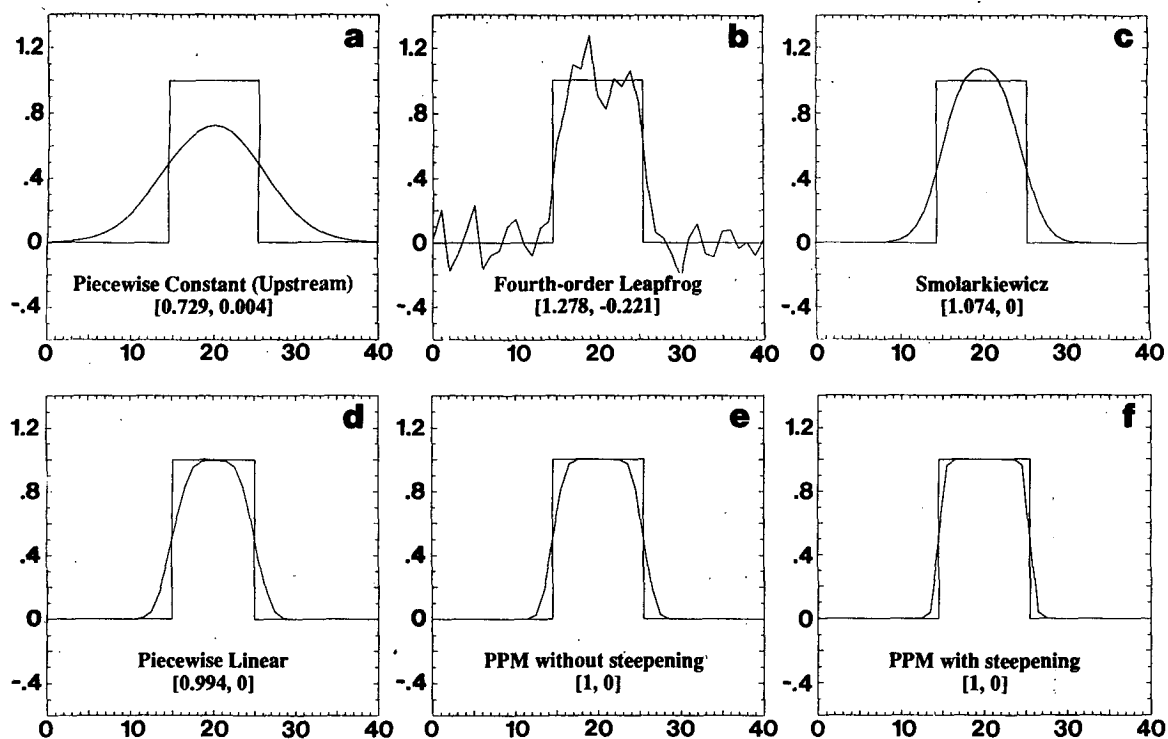 a
1.2
.8
.4
0
-.4
Piecewise Constant (Upstream)
[0.729, 0.004]
0 10 20 30 40
b
1.2
.8
.4
0
-.4
Fourth-order Leapfrog
[1.278, -0.221]
0 10 20 30 40
c
1.2
.8
.4
0
-.4
Smolarkiewicz
[1.074, 0]
0 10 20 30 40
d
1.2
.8
.4
0
-.4
Piecewise Linear
[0.994, 0]
0 10 20 30 40
e
1.2
.8
.4
0
-.4
PPM without steepening
[1, 0]
0 10 20 30 40
f
1.2
.8
.4
0
-.4
PPM with steepening
[1, 0]
0 10 20 30 40